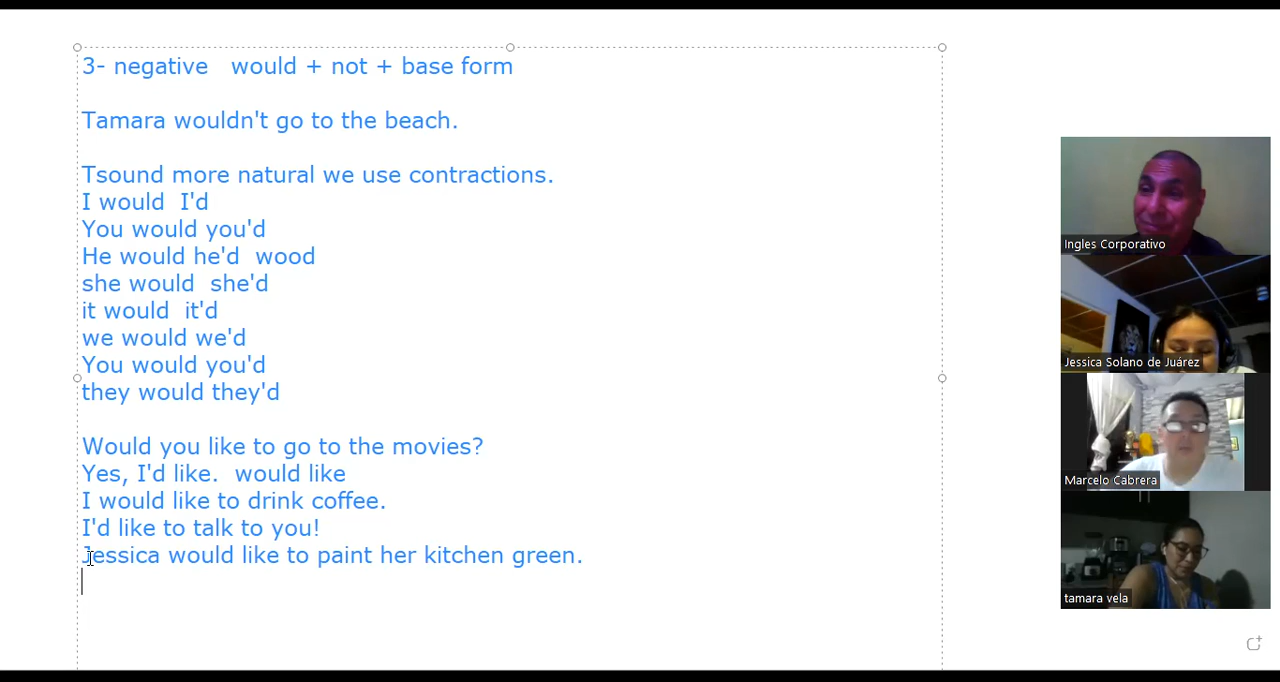 3- negative   would + not + base form
Tamara wouldn't go to the beach.
Tsound more natural we use contractions.
I would  I'd
You would you'd
He would he'd  wood
she would  she'd
it would  it'd
we would we'd
You would you'd
they would they'd
Would you like to go to the movies?
Yes, I'd like.  would like
I would like to drink coffee.
I'd like to talk to you!
Jessica would like to paint her kitchen green.
Ingles Corporativo
Jessica Solano de Juárez
Marcelo Cabrera
tamara vela